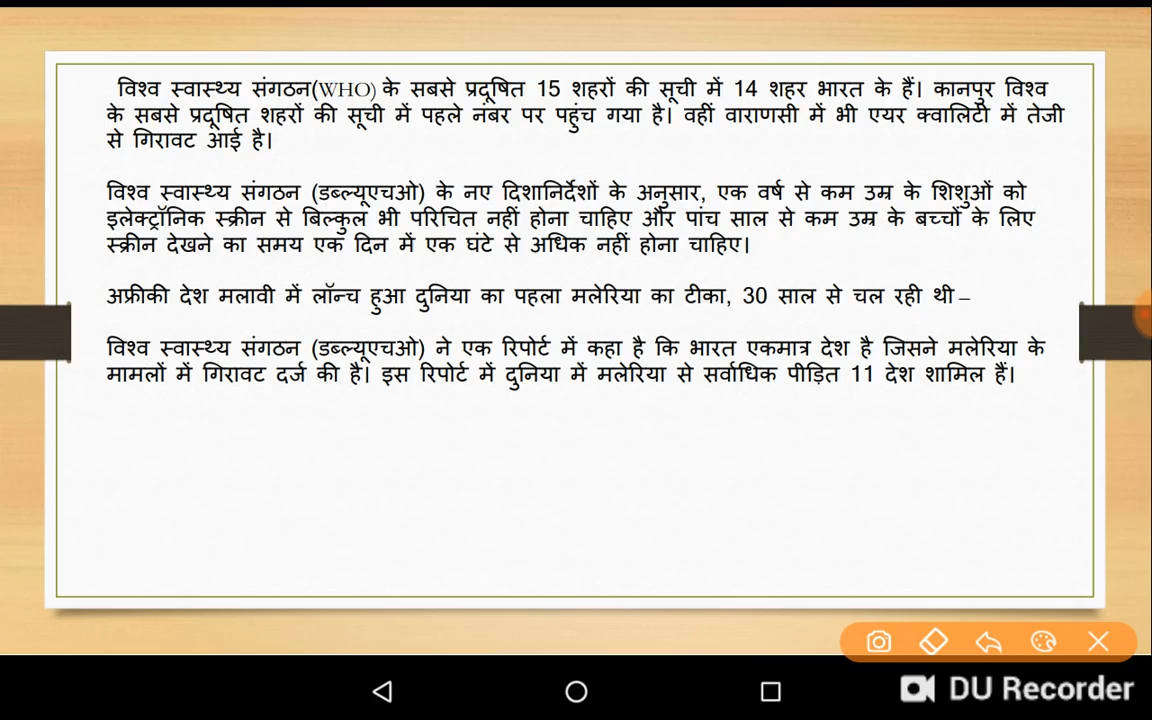 विश्व स्वास्थ्य संगठन(WHO) के सबसे प्रदूषित 15 शहरों की सूची में 14 शहर भारत के हैं। कानपुर विश्व
के सबसे प्रदूषित शहरों की सूची में पहले नंबर पर पहुंच गया है। वहीं वाराणसी में भी एयर क्वालिटी में तेजी
से गिरावट आई है।
विश्व स्वास्थ्य संगठन (डब्ल्यूएचओ) के नए दिशानिर्देशों के अनुसार, एक वर्ष से कम उम्र के शिशुओं को
इलेक्ट्रॉनिक स्क्रीन से बिल्कुल भी परिचित नहीं होना चाहिए और पांच साल से कम उम्र के बच्चों के लिए
स्क्रीन देखने का समय एक दिन में एक घंटे से अधिक नहीं होना चाहिए।
अफ्रीकी देश मलावी में लॉन्च हुआ दुनिया का पहला मलेरिया का टीका, 30 साल से चल रही थी –
विश्व स्वास्थ्य संगठन (डब्ल्यूएचओ) ने एक रिपोर्ट में कहा है कि भारत एकमात्र देश है जिसने मलेरिया के
मामलों में गिरावट दर्ज की है। इस रिपोर्ट में दुनिया में मलेरिया से सर्वाधिक पीड़ित 11 देश शामिल हैं।
DU Recorder